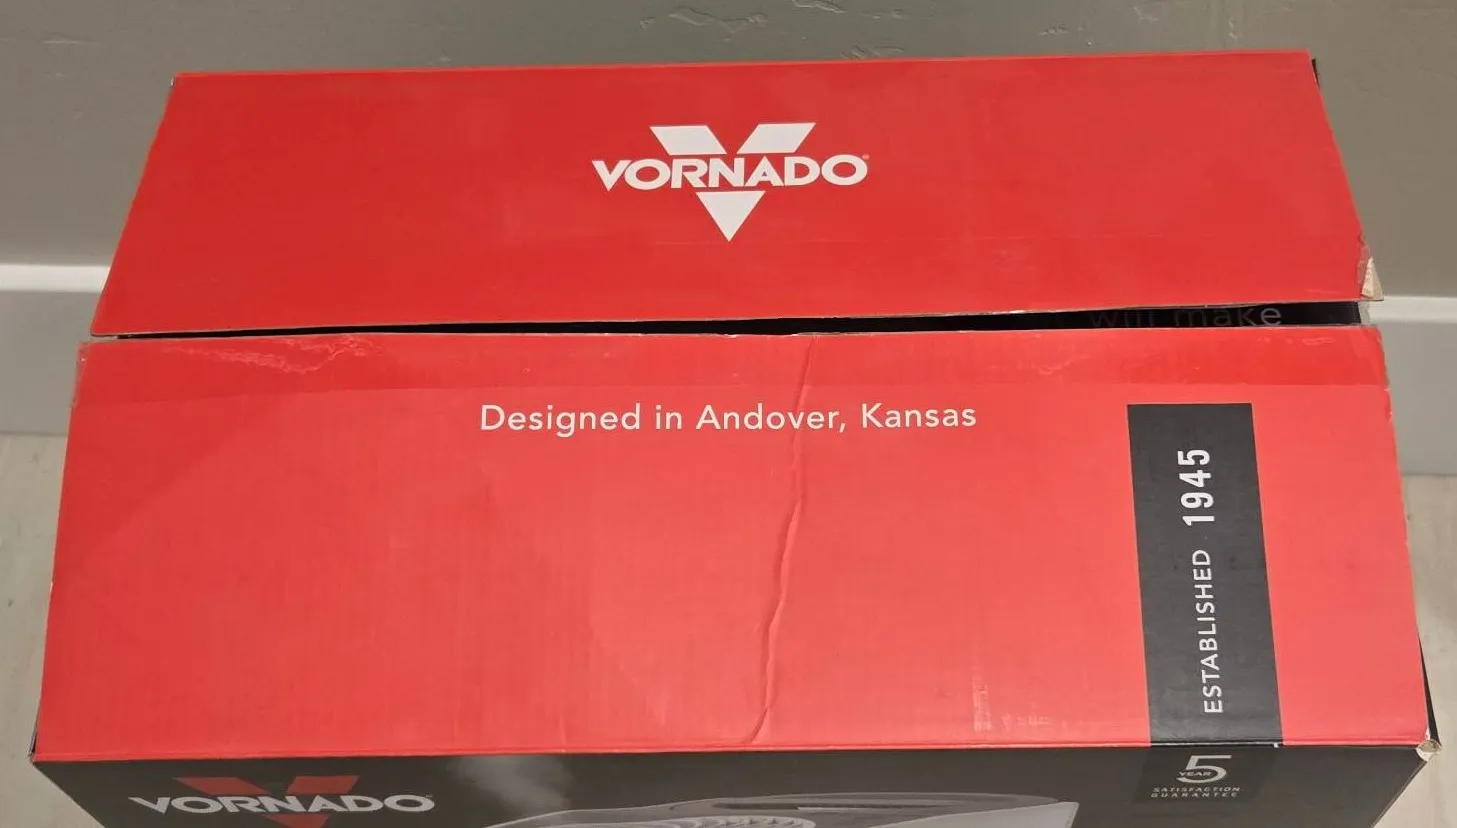 VORNADO®
will make
Designed in Andover, Kansas
ESTABLISHED 1945
VORNADO
5
YEAR
SATISFACTION
GUARANTEE